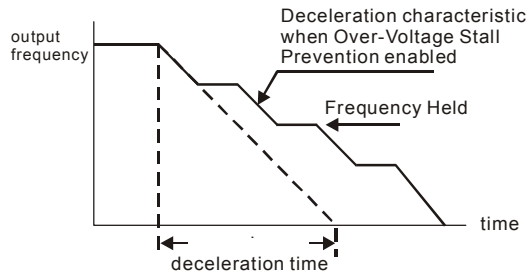 output
frequency
Deceleration characteristic
when Over-Voltage Stall
Prevention enabled
Frequency Held
time
deceleration time